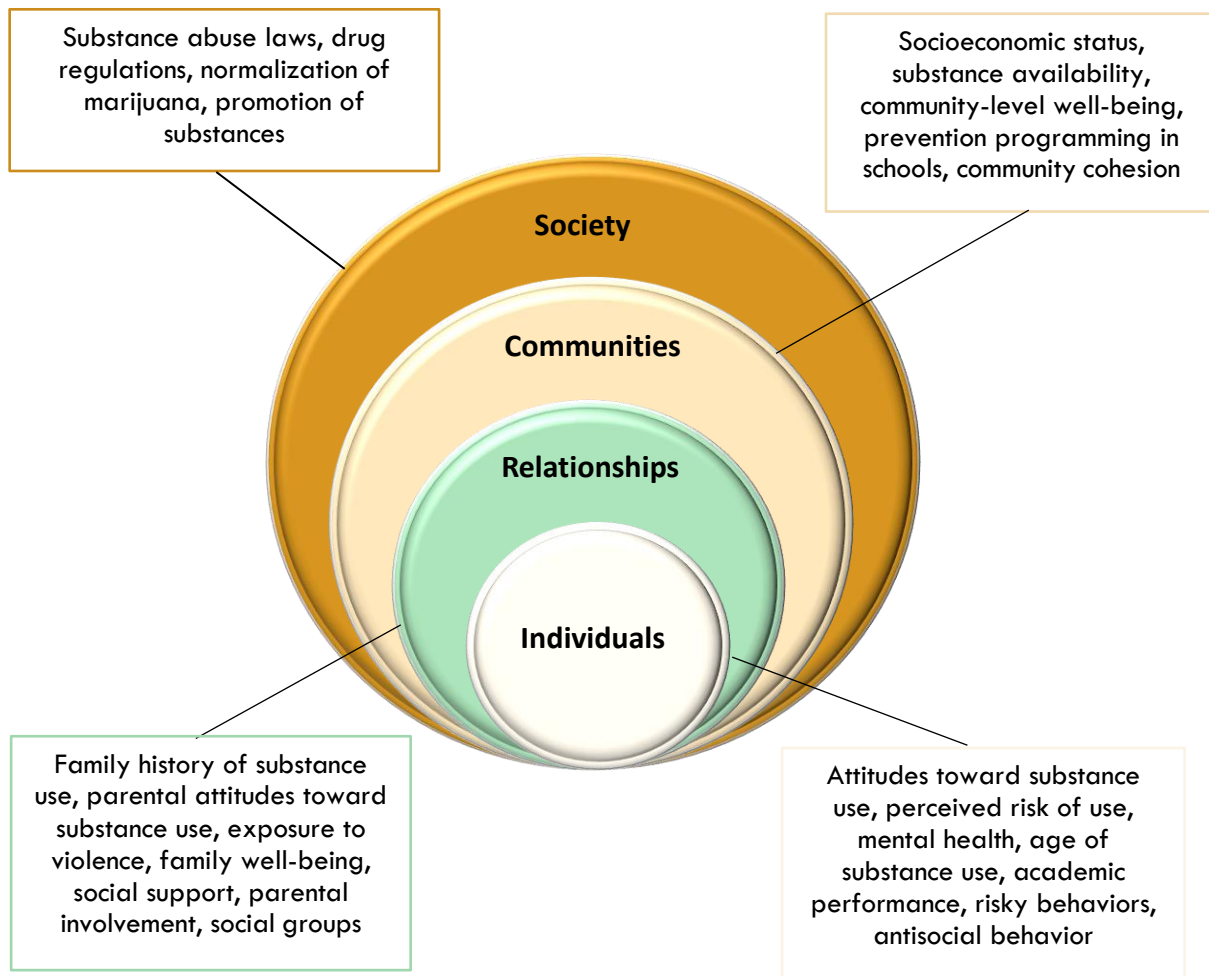 Substance abuse laws, drug
regulations, normalization of
marijuana, promotion of
substances
Socioeconomic status,
substance availability,
community-level well-being,
prevention programming in
schools, community cohesion
Society
Communities
Relationships
Individuals
Family history of substance
use, parental attitudes toward
substance use, exposure to
violence, family well-being,
social support, parental
involvement, social groups
Attitudes toward substance
use, perceived risk of use,
mental health, age of
substance use, academic
performance, risky behaviors,
antisocial behavior